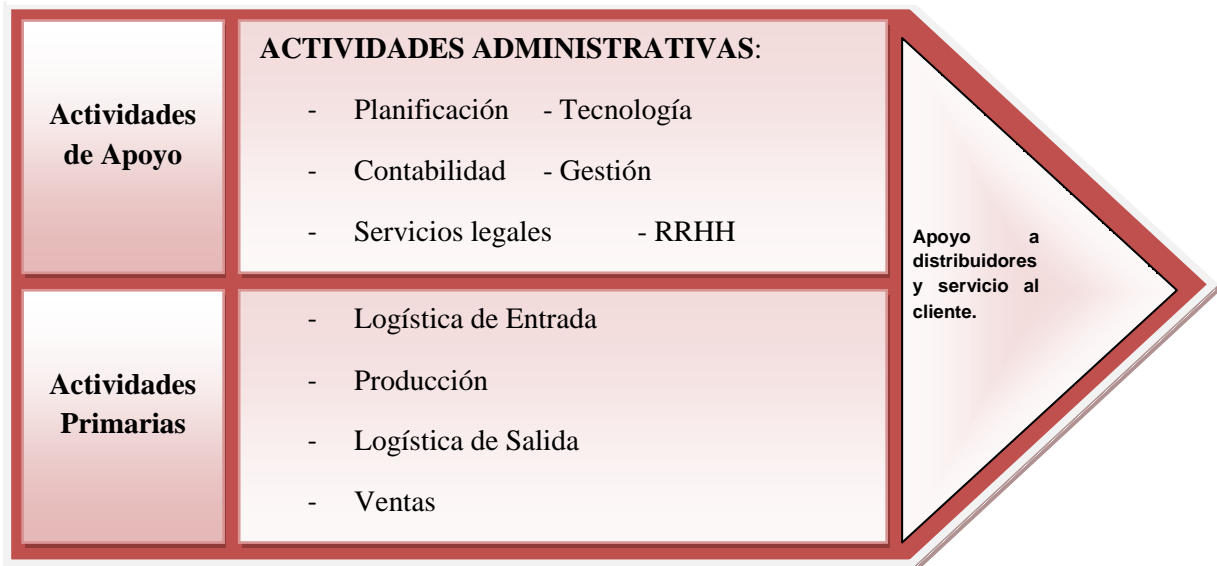 Actividades
de Apoyo
ACTIVIDADES ADMINISTRATIVAS:
- Planificación - Tecnología
- Contabilidad - Gestión
- Servicios legales - RRHH
Actividades
Primarias
- Logística de Entrada
- Producción
- Logística de Salida
- Ventas
Apoyo a
distribuidores
y servicio al
cliente.